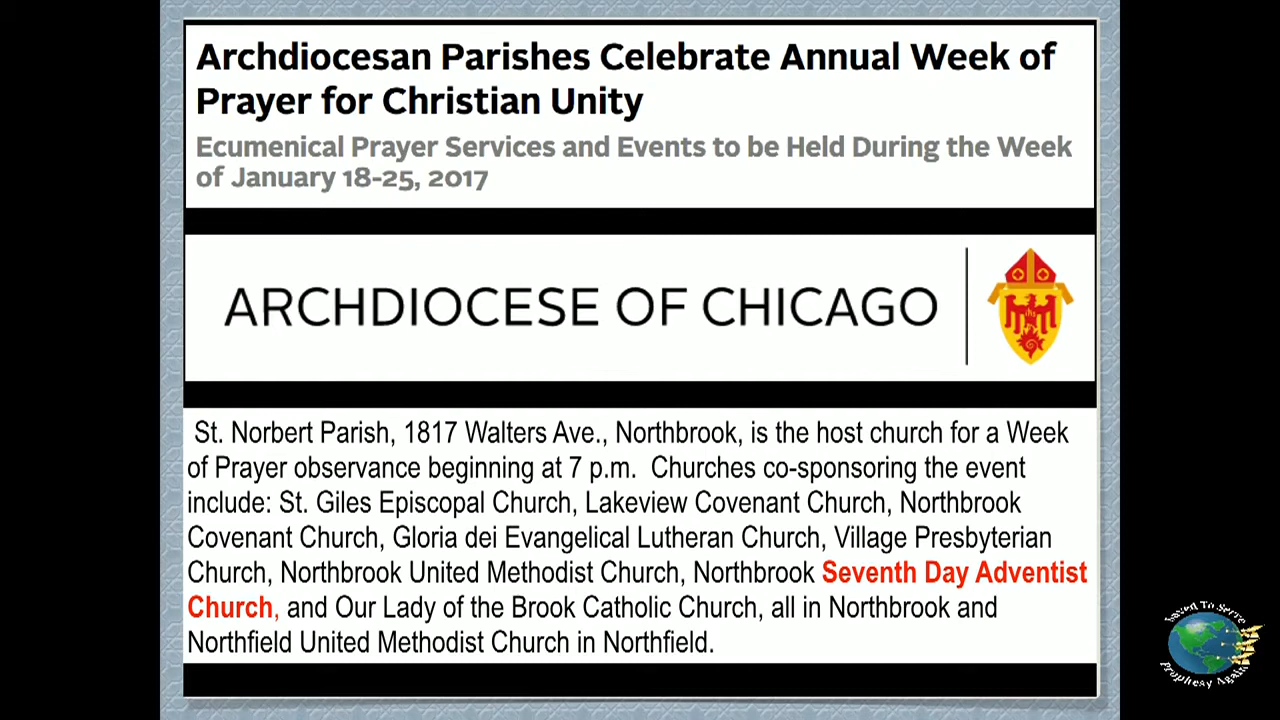 Archdiocesan Parishes Celebrate Annual Week of
Prayer for Christian Unity
Ecumenical Prayer Services and Events to be Held During the Week
of January 18-25, 2017
ARCHDIOCESE OF CHICAGO
St. Norbert Parish, 1817 Walters Ave., Northbrook, is the host church for a Week
of Prayer observance beginning at 7 p.m. Churches co-sponsoring the event
include: St. Giles Episcopal Church, Lakeview Covenant Church, Northbrook
Covenant Church, Gloria dei Evangelical Lutheran Church, Village Presbyterian
Church, Northbrook United Methodist Church, Northbrook Seventh Day Adventist
Church, and Our Lady of the Brook Catholic Church, all in Northbrook and
Northfield United Methodist Church in Northfield.
Saved To Serve
Prophesy Again